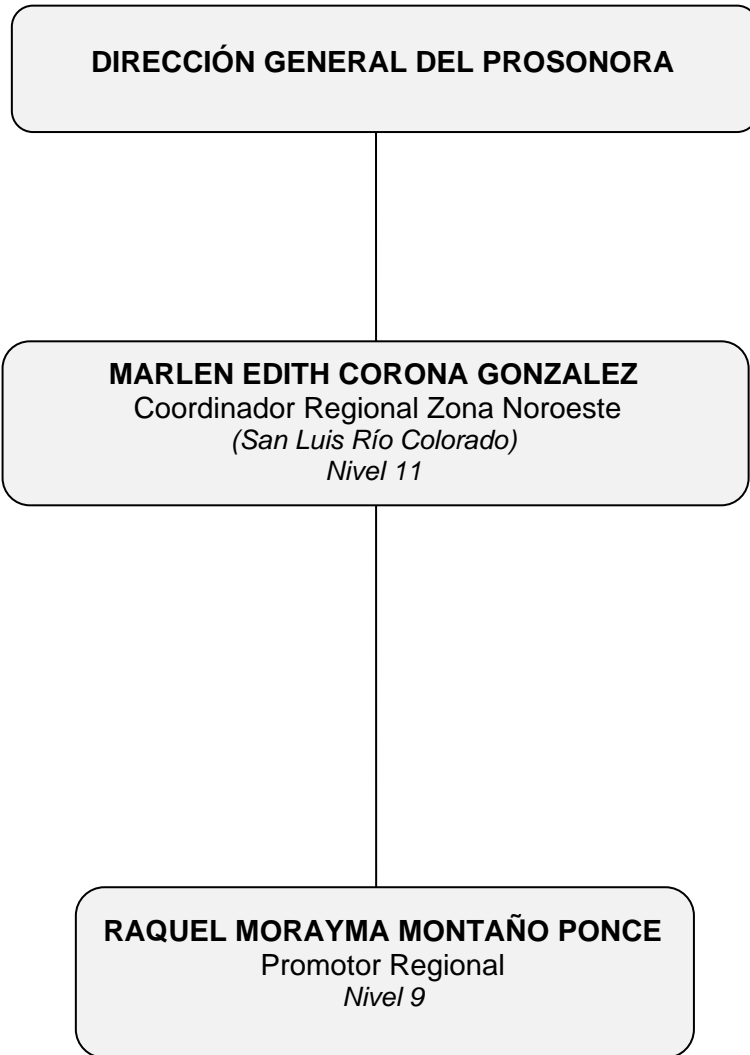 DIRECCIÓN GENERAL DEL PROSONORA
MARLEN EDITH CORONA GONZALEZ
Coordinador Regional Zona Noroeste
(San Luis Río Colorado)
Nivel 11
RAQUEL MORAYMA MONTAÑO PONCE
Promotor Regional
Nivel 9